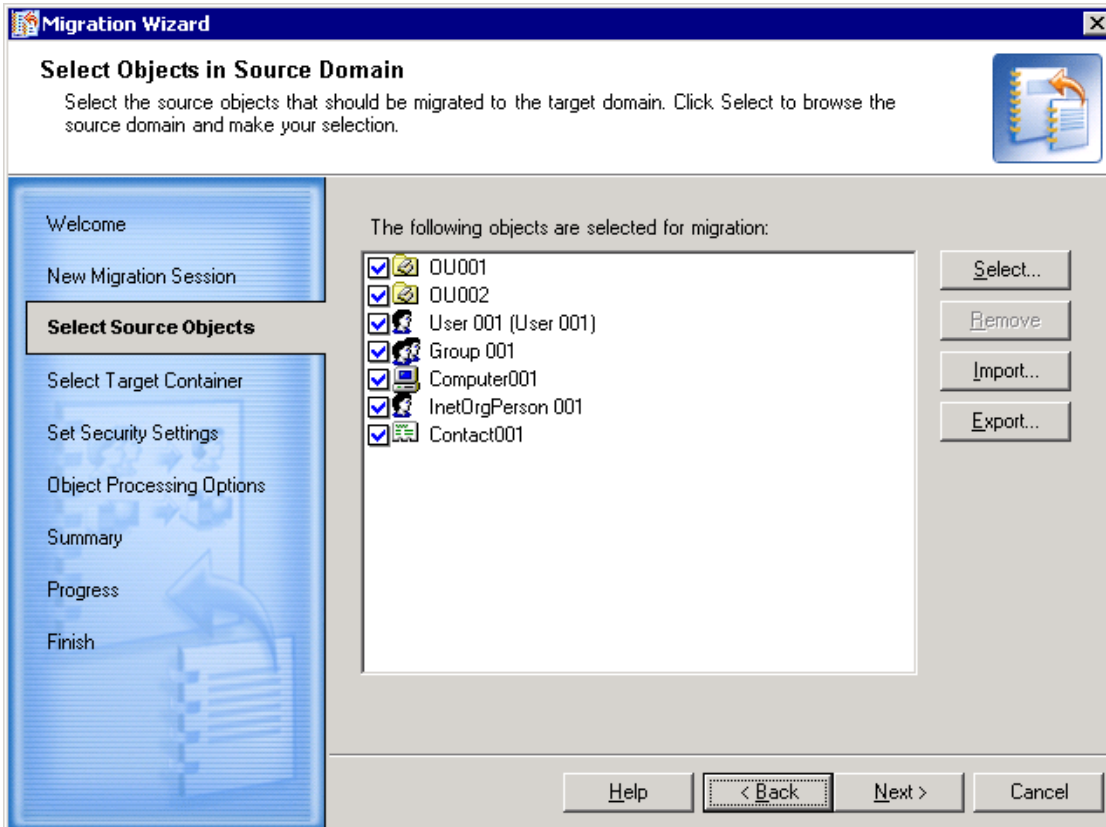 Migration Wizard
Select Objects in Source Domain
Select the source objects that should be migrated to the target domain. Click Select to browse the
source domain and make your selection.
Welcome
New Migration Session
Select Source Objects
Select Target Container
Set Security Settings
Object Processing Options
Summary
Progress
Finish
The following objects are selected for migration:
OU001
OU002
User 001 (User 001)
Group 001
Computer001
InetOrgPerson 001
Contact001
Select...
Remove
Import...
Export...
Help
< Back
Next >
Cancel